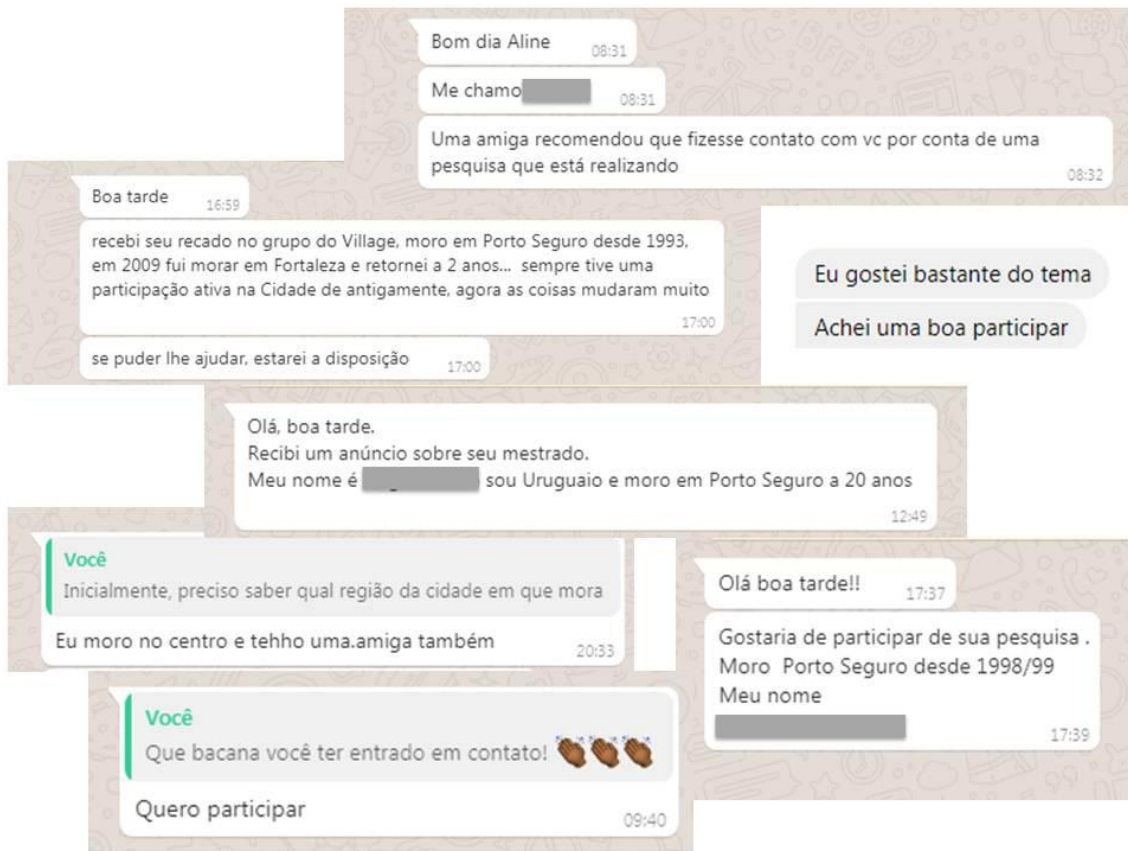 Bom dia Aline
08:31
Me chamo
08:31
Uma amiga recomendou que fizesse contato com vc por conta de uma
pesquisa que está realizando
08:32
Boa tarde
16:59
recebi seu recado no grupo do Village, moro em Porto Seguro desde 1993,
em 2009 fui morar em Fortaleza e retornei a 2 anos... sempre tive uma
participação ativa na Cidade de antigamente, agora as coisas mudaram muito
17:00
se puder lhe ajudar, estarei a disposição
17:00
Eu gostei bastante do tema
Achei uma boa participar
Olá, boa tarde.
Recibi um anúncio sobre seu mestrado.
Meu nome é sou Uruguaio e moro em Porto Seguro a 20 anos
12:49
Você
Inicialmente, preciso saber qual região da cidade em que mora
Eu moro no centro e tehho uma.amiga também
20:33
Olá boa tarde!!
17:37
Gostaria de participar de sua pesquisa .
Moro Porto Seguro desde 1998/99
Meu nome
17:39
Você
Que bacana você ter entrado em contato! 👏🏾👏🏾👏🏾
Quero participar
09:40